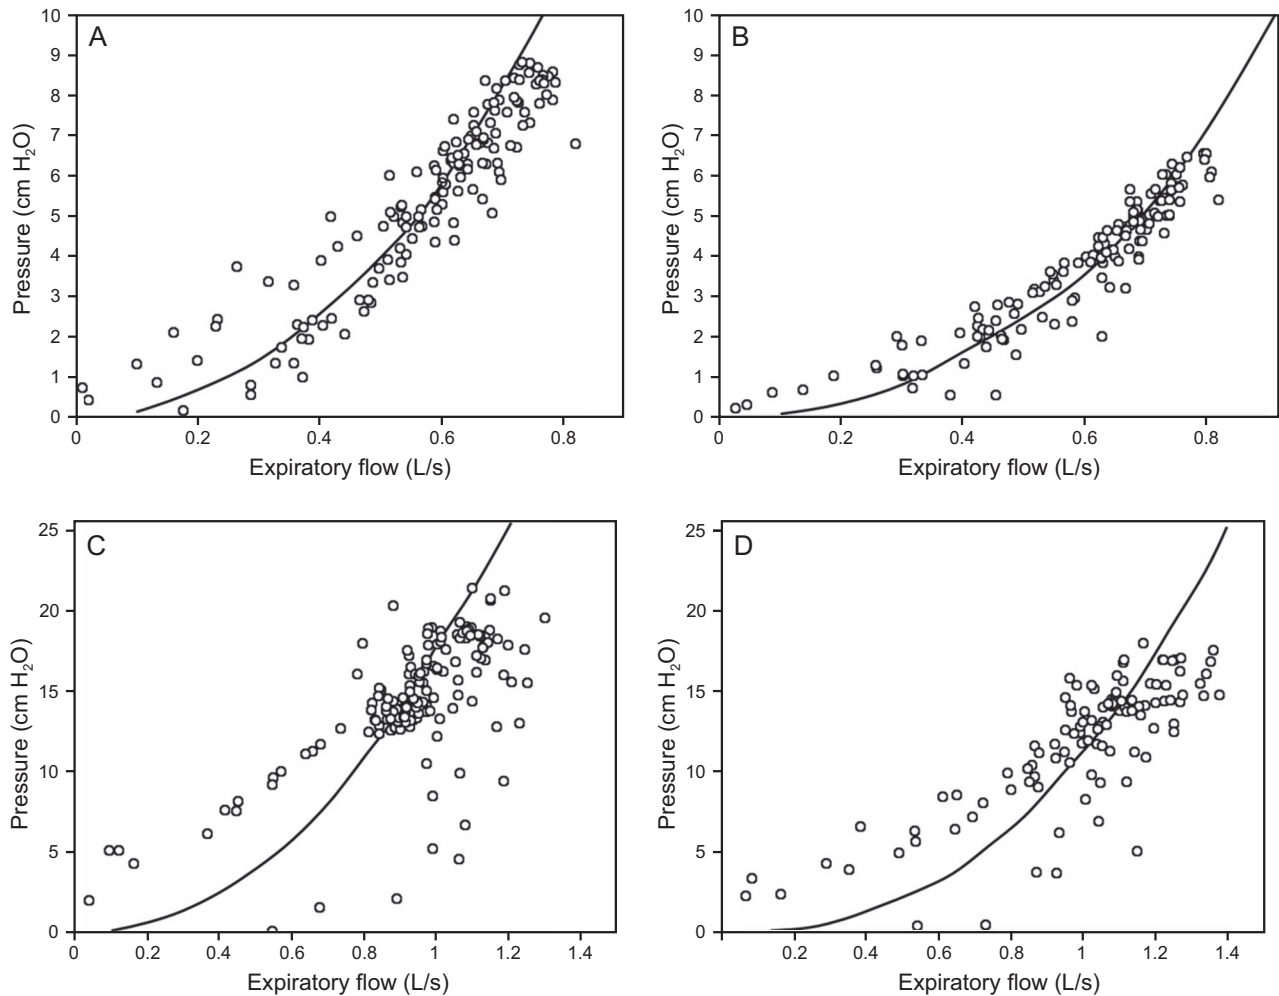 A
10
9
8
7
6
5
4
3
2
1
0
Pressure (cm H₂O)
0 0.2 0.4 0.6 0.8
Expiratory flow (L/s)
B
10
9
8
7
6
5
4
3
2
1
0
Pressure (cm H₂O)
0 0.2 0.4 0.6 0.8
Expiratory flow (L/s)
C
25
20
15
10
5
0
Pressure (cm H₂O)
0 0.2 0.4 0.6 0.8 1 1.2 1.4
Expiratory flow (L/s)
D
25
20
15
10
5
0
Pressure (cm H₂O)
0.2 0.4 0.6 0.8 1 1.2 1.4
Expiratory flow (L/s)